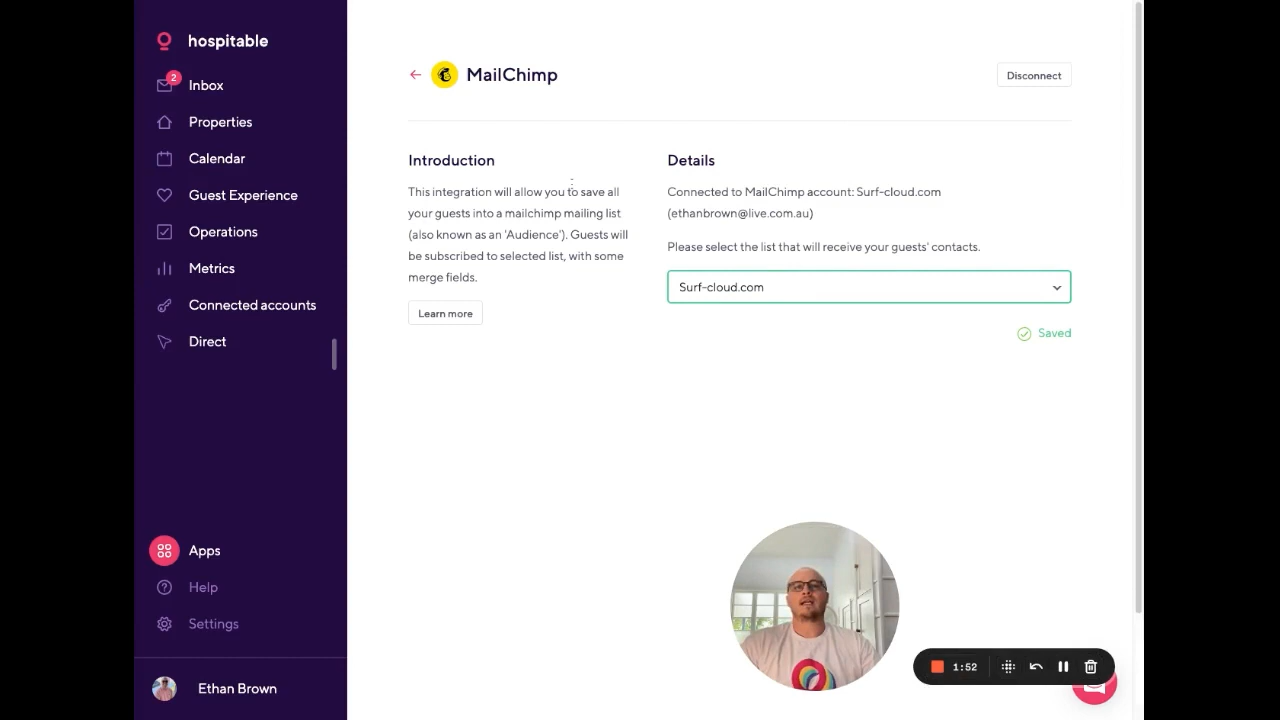 hospitable
2
Inbox
Properties
Calendar
Guest Experience
Operations
Metrics
Connected accounts
Direct
Apps
Help
Settings
Ethan Brown
MailChimp
Disconnect
Introduction
This integration will allow you to save all
your guests into a mailchimp mailing list
(also known as an 'Audience'). Guests will
be subscribed to selected list, with some
merge fields.
Learn more
Details
Connected to MailChimp account: Surf-cloud.com
(ethanbrown@live.com.au)
Please select the list that will receive your guests' contacts.
Surf-cloud.com
Saved
1:52